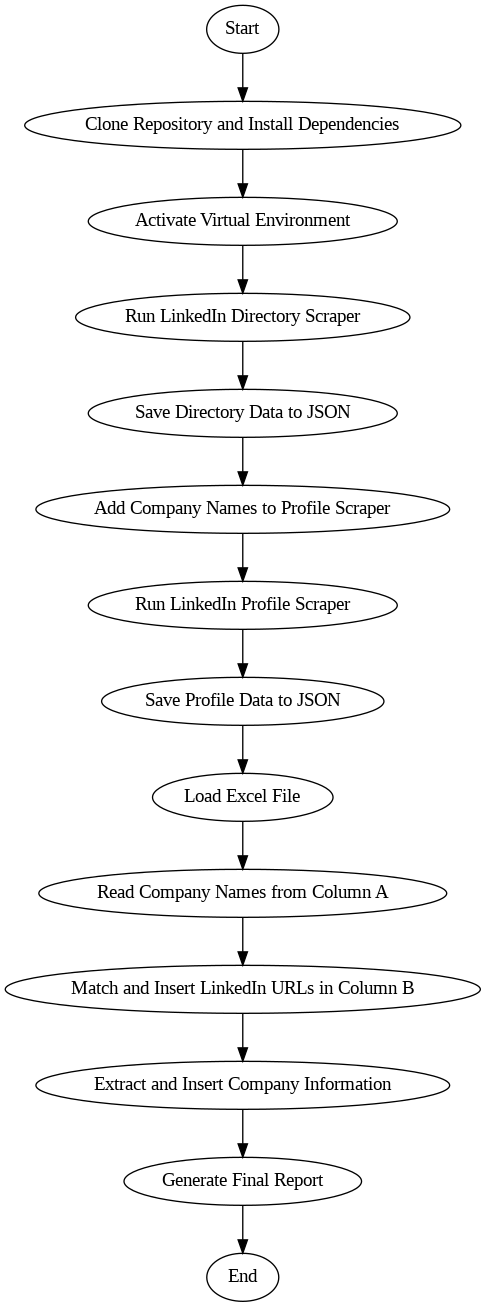 Start
Clone Repository and Install Dependencies
Activate Virtual Environment
Run LinkedIn Directory Scraper
Save Directory Data to JSON
Add Company Names to Profile Scraper
Run LinkedIn Profile Scraper
Save Profile Data to JSON
Load Excel File
Read Company Names from Column A
Match and Insert LinkedIn URLs in Column B
Extract and Insert Company Information
Generate Final Report
End